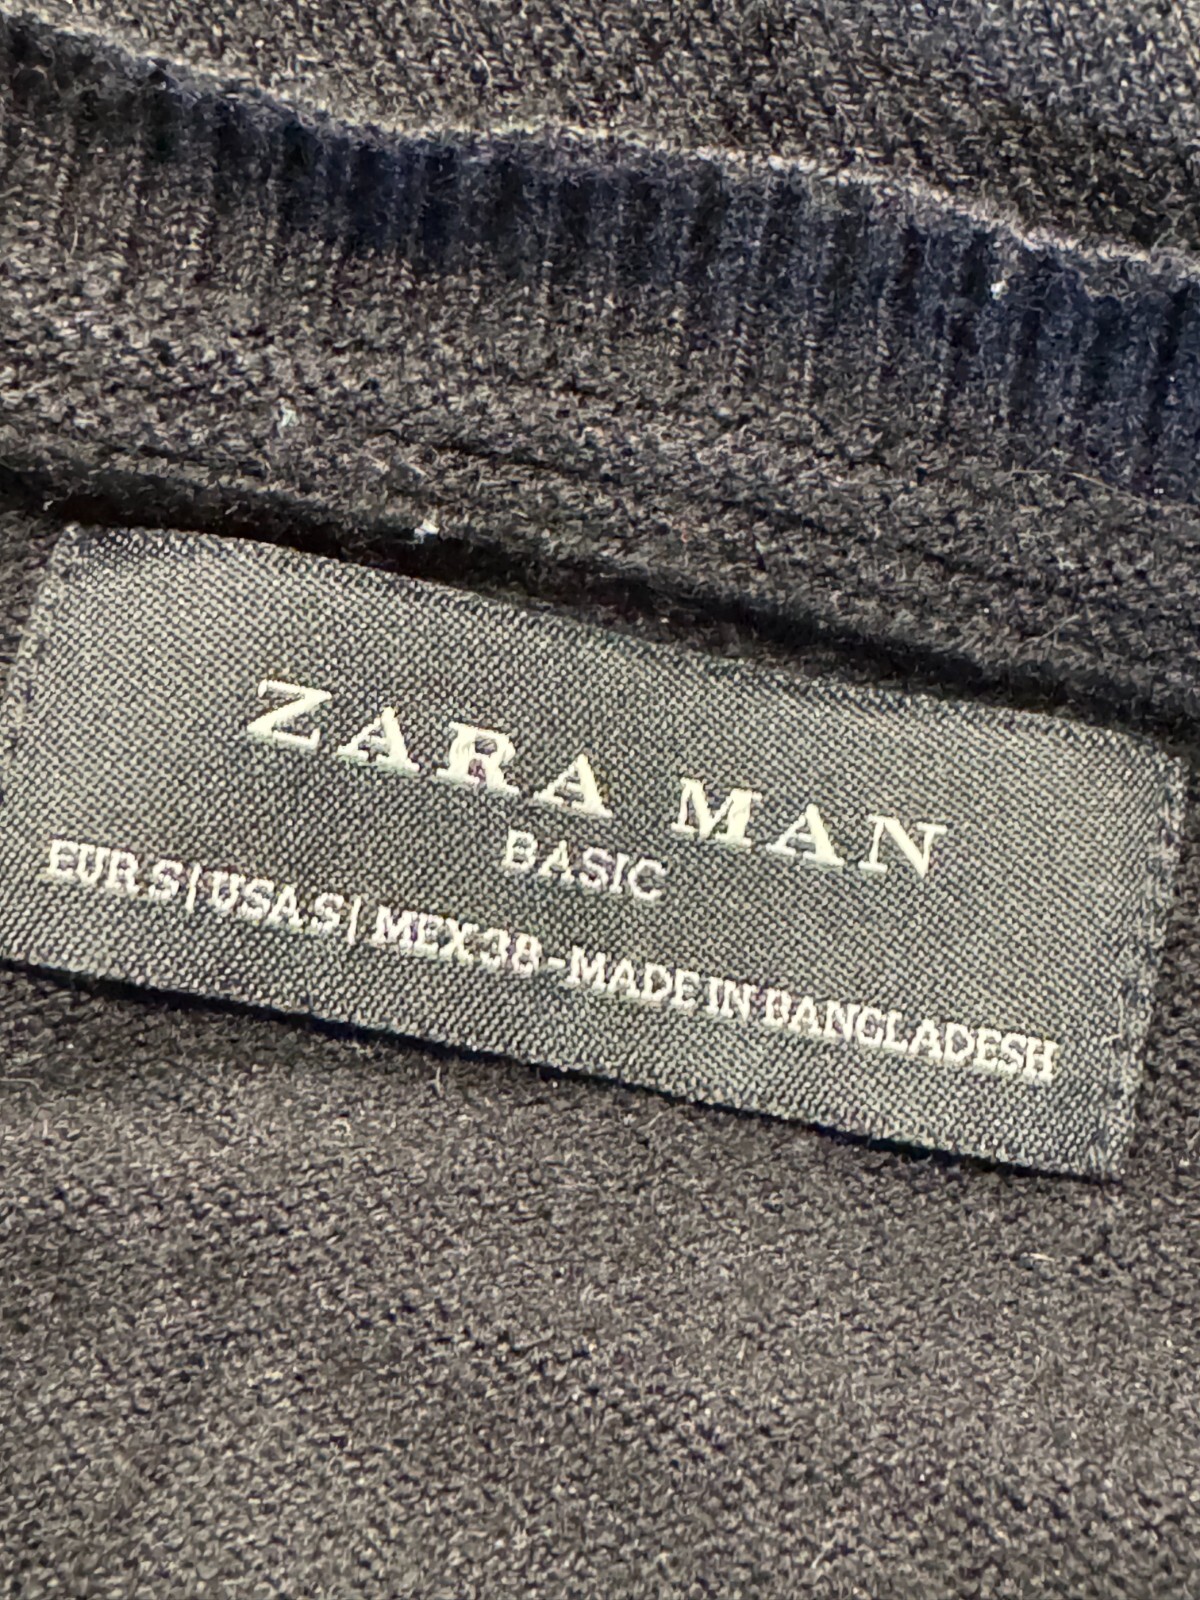 ZARA MAN
BASIC
EUR S | USA S | MEX 38 - MADE IN BANGLADESH